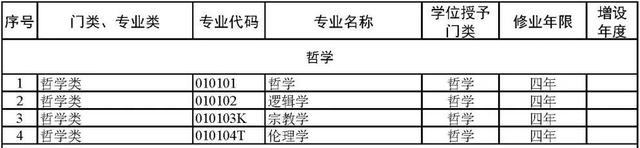 序号 门类、专业类 专业代码 专业名称 学位授予门类 修业年限 增设年度
哲学
1 哲学类 010101 哲学 哲学 四年
2 哲学类 010102 逻辑学 哲学 四年
3 哲学类 010103K 宗教学 哲学 四年
4 哲学类 010104T 伦理学 哲学 四年